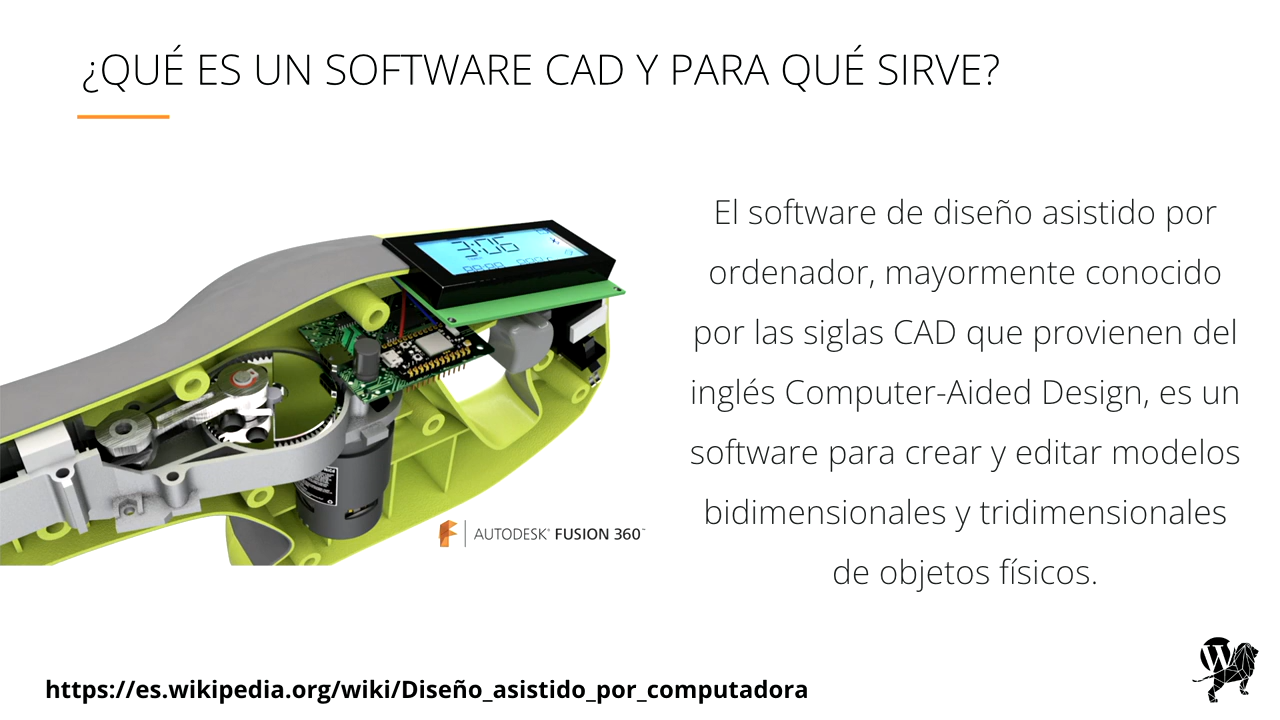 ¿QUÉ ES UN SOFTWARE CAD Y PARA QUÉ SIRVE?
3:06
El software de diseño asistido por
ordenador, mayormente conocido
por las siglas CAD que provienen del
inglés Computer-Aided Design, es un
software para crear y editar modelos
bidimensionales y tridimensionales
de objetos físicos.
AUTODESK® FUSION 360™
https://es.wikipedia.org/wiki/Diseño_asistido_por_computadora
W